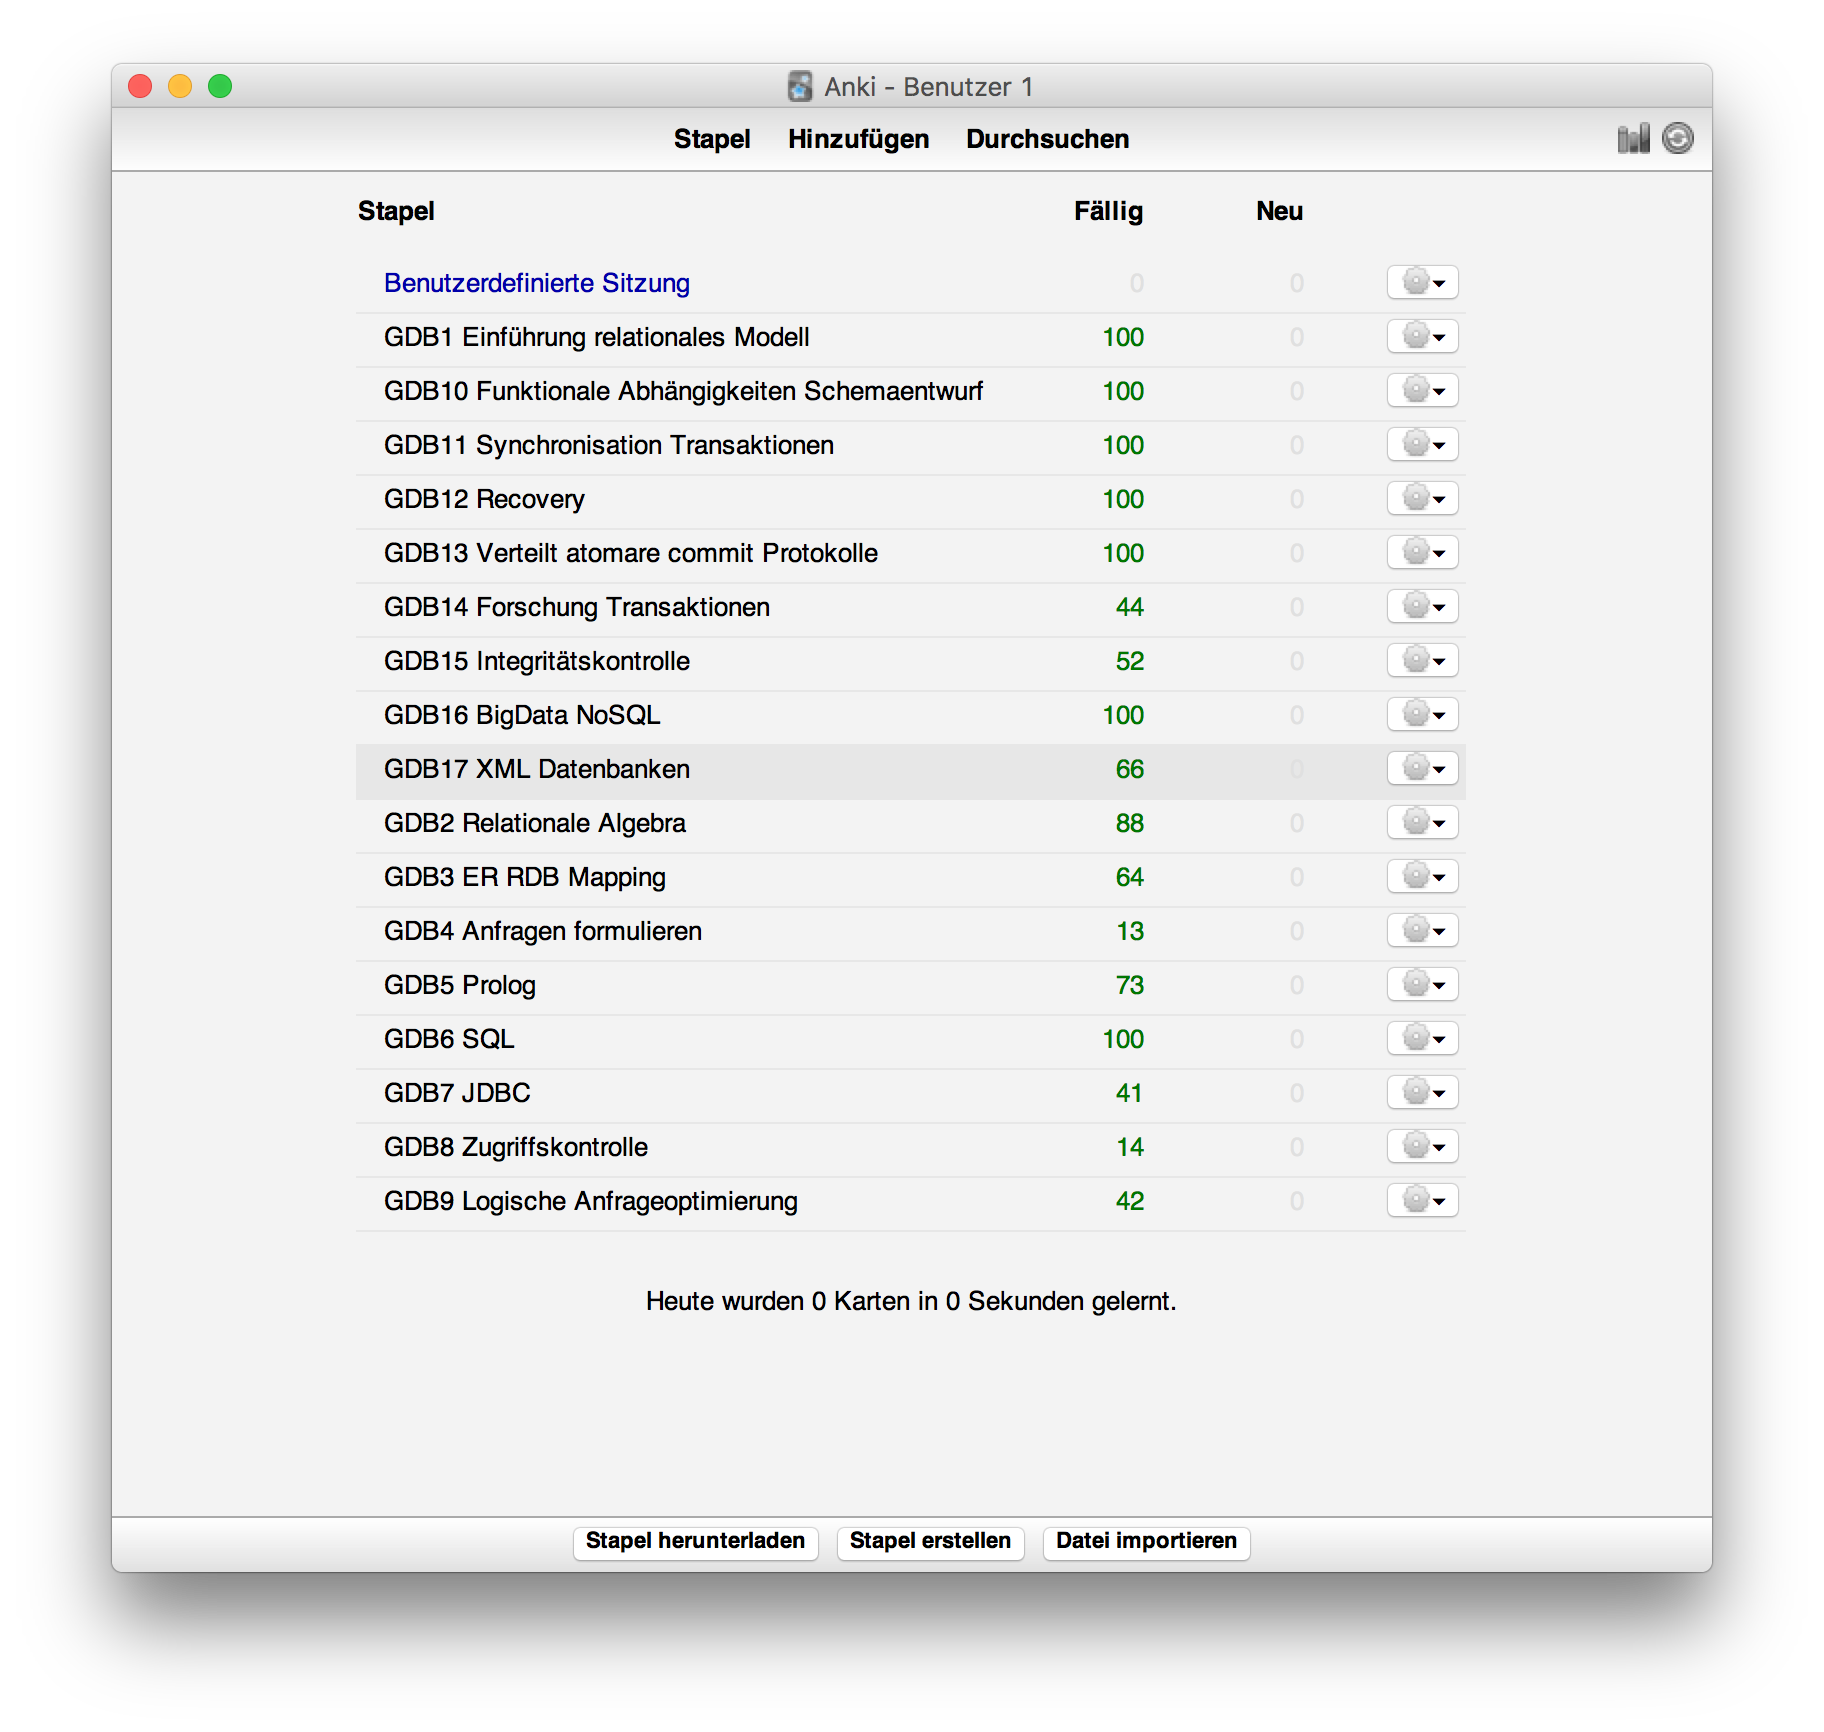 Anki - Benutzer 1
Stapel Hinzufügen Durchsuchen
Stapel Fällig Neu
Benutzerdefinierte Sitzung 0 0
GDB1 Einführung relationales Modell 100 0
GDB10 Funktionale Abhängigkeiten Schemaentwurf 100 0
GDB11 Synchronisation Transaktionen 100 0
GDB12 Recovery 100 0
GDB13 Verteilt atomare commit Protokolle 100 0
GDB14 Forschung Transaktionen 44 0
GDB15 Integritätskontrolle 52 0
GDB16 BigData NoSQL 100 0
GDB17 XML Datenbanken 66 0
GDB2 Relationale Algebra 88 0
GDB3 ER RDB Mapping 64 0
GDB4 Anfragen formulieren 13 0
GDB5 Prolog 73 0
GDB6 SQL 100 0
GDB7 JDBC 41 0
GDB8 Zugriffskontrolle 14 0
GDB9 Logische Anfrageoptimierung 42 0
Heute wurden 0 Karten in 0 Sekunden gelernt.
Stapel herunterladen Stapel erstellen Datei importieren